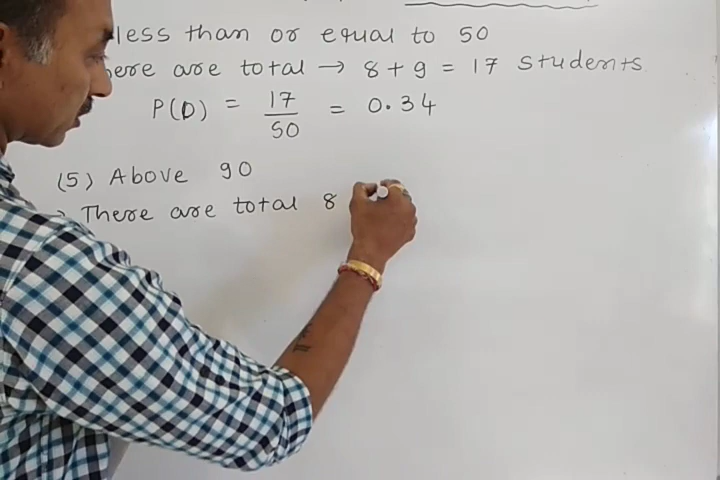 less than or equal to 50
are total → 8 + 9 = 17 students
P(D) = 17/50 = 0.34
(5) Above 90
There are total 8